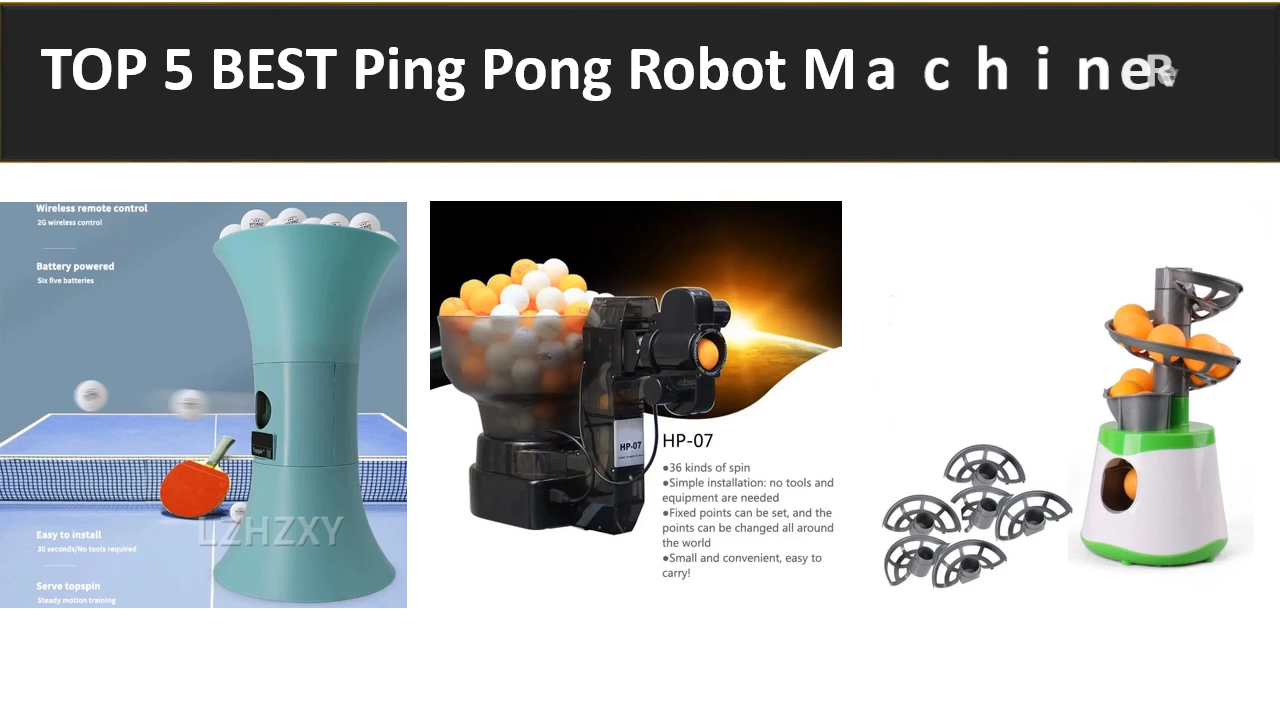 TOP 5 BEST Ping Pong Robot Machine
Wireless remote control
2G wireless control
Battery powered
Six five batteries
Easy to install
30 seconds/No tools required
Serve topspin
Steady motion training
LZHZXY
HP-07
HP-07
●36 kinds of spin
●Simple installation: no tools and
equipment are needed
●Fixed points can be set, and the
points can be changed all around
the world
●Small and convenient, easy to
carry!